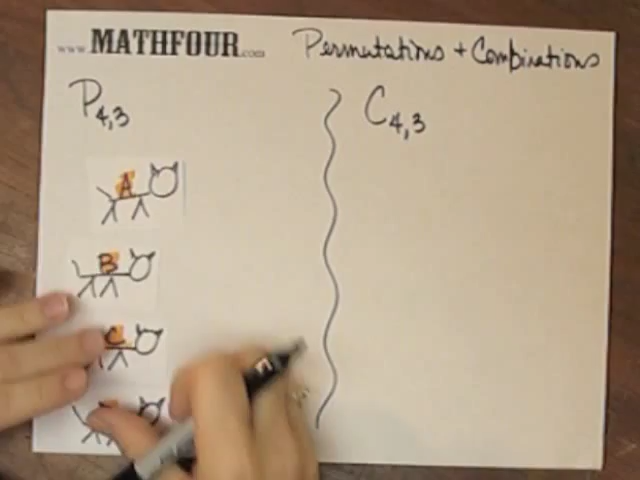 www.MATHFOUR.com
Permutations + Combinations
P4,3
C4,3
A
B
C